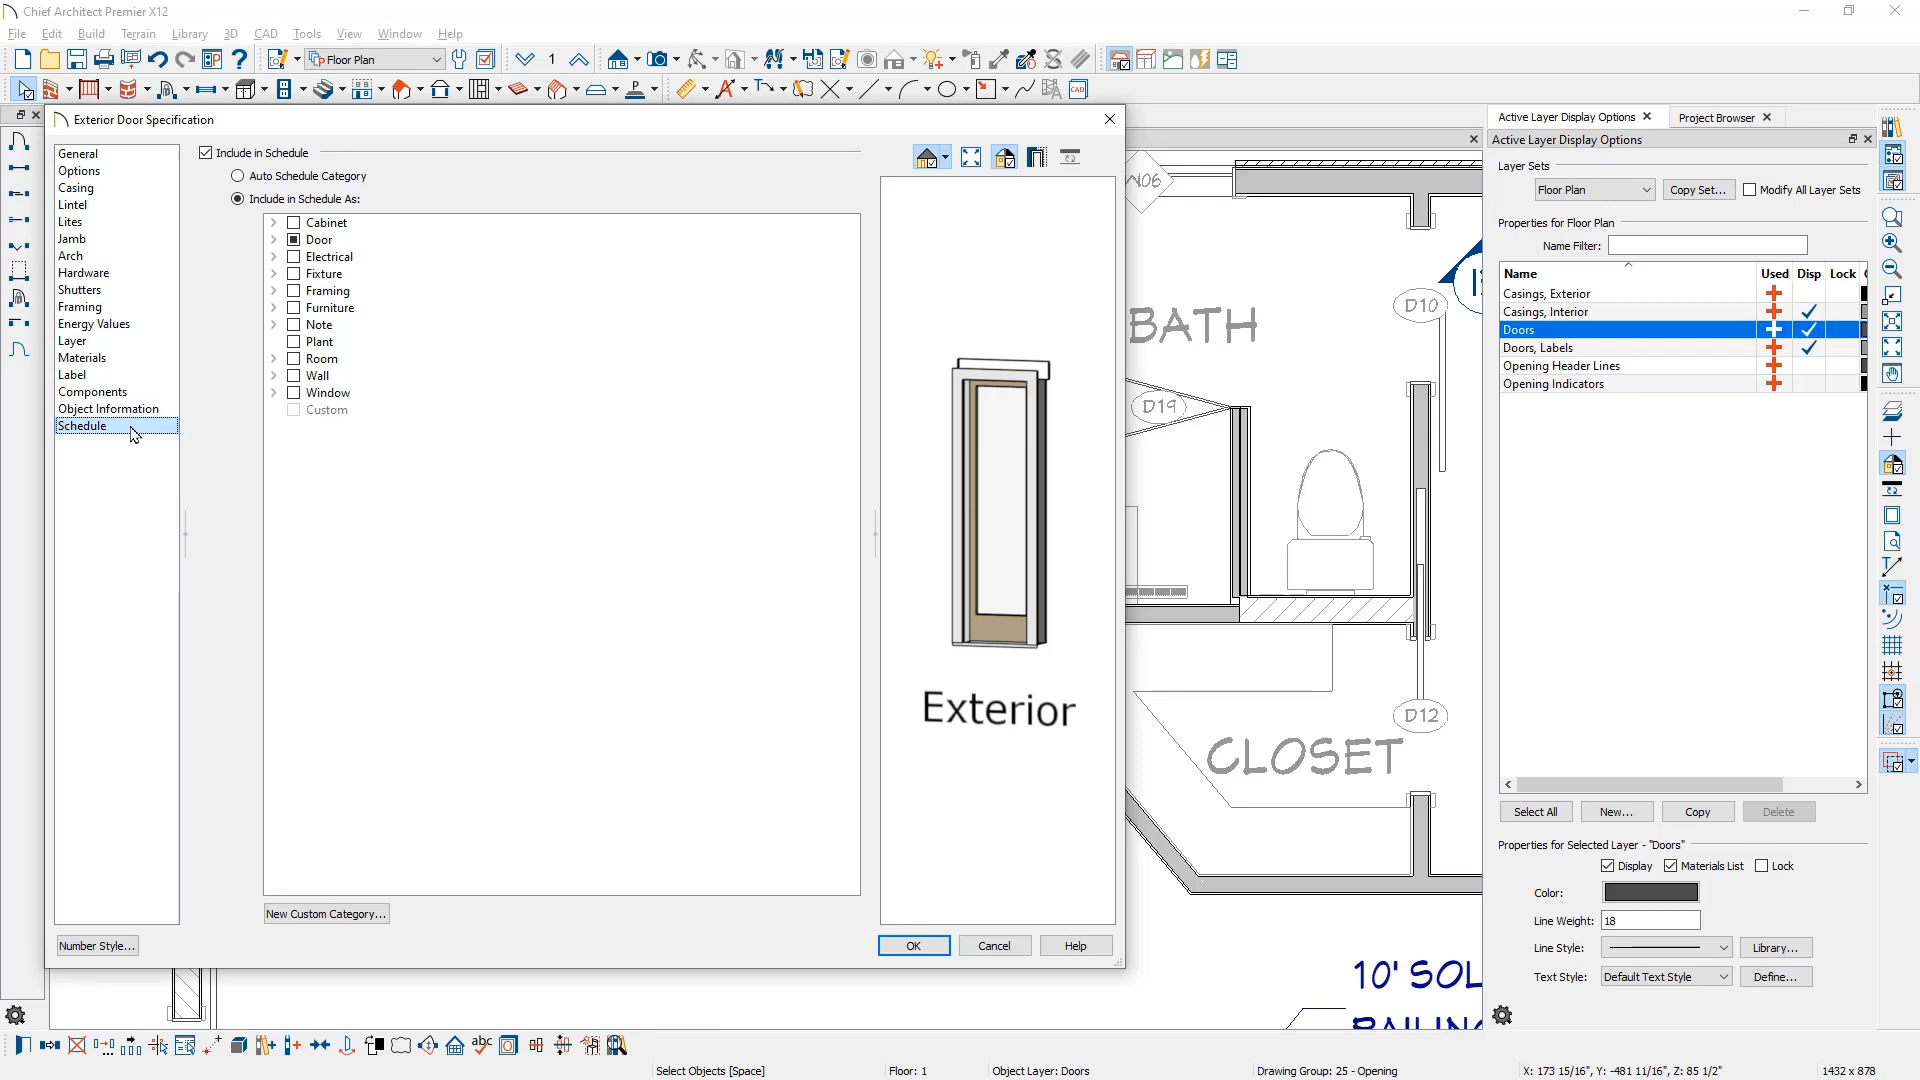 Chief Architect Premier X12
File Edit Build Terrain Library 3D CAD Tools View Window Help
Floor Plan
1
CAD
Exterior Door Specification
General
Options
Casing
Lintel
Lites
Jamb
Arch
Hardware
Shutters
Framing
Energy Values
Layer
Materials
Label
Components
Object Information
Schedule
Include in Schedule
Auto Schedule Category
Include in Schedule As:
Cabinet
Door
Electrical
Fixture
Framing
Furniture
Note
Plant
Room
Wall
Window
Custom
New Custom Category...
Number Style...
Exterior
OK Cancel Help
W06
BATH
D10
D19
D12
CLOSET
10' SOL
Active Layer Display Options Project Browser
Active Layer Display Options
Layer Sets
Floor Plan Copy Set... Modify All Layer Sets
Properties for Floor Plan
Name Filter:
Name Used Disp Lock
Casings, Exterior
Casings, Interior
Doors
Doors, Labels
Opening Header Lines
Opening Indicators
Select All New... Copy Delete
Properties for Selected Layer - "Doors"
Display Materials List Lock
Color:
Line Weight: 18
Line Style: Library...
Text Style: Default Text Style Define...
abc
Select Objects [Space] Floor: 1 Object Layer: Doors Drawing Group: 25 - Opening X: 173 15/16", Y: -481 11/16", Z: 85 1/2" 1432 x 878